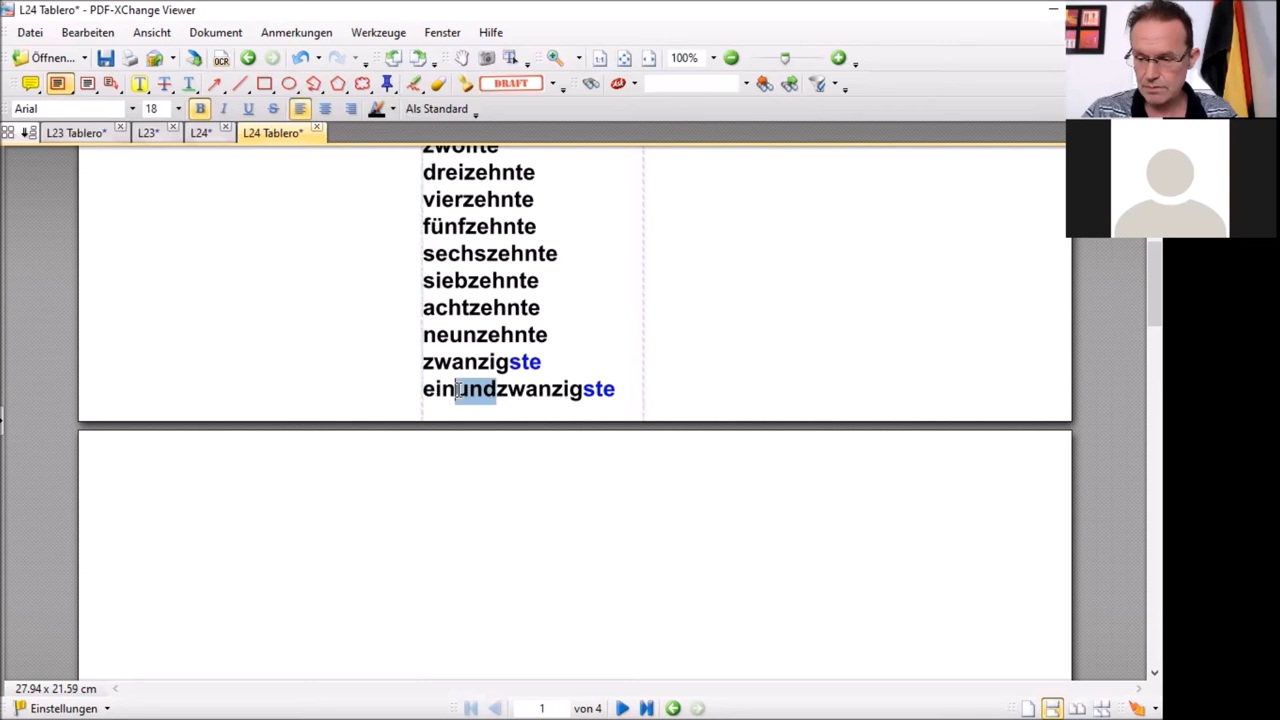 L24 Tablero* - PDF-XChange Viewer
Datei Bearbeiten Ansicht Dokument Anmerkungen Werkzeuge Fenster Hilfe
Öffnen... OCR 100%
DRAFT
Arial 18 B I U S Als Standard
L23 Tablero* L23* L24* L24 Tablero*
zwölfte
dreizehnte
vierzehnte
fünfzehnte
sechszehnte
siebzehnte
achtzehnte
neunzehnte
zwanzigste
einundzwanzigste
27.94 x 21.59 cm
Einstellungen 1 von 4